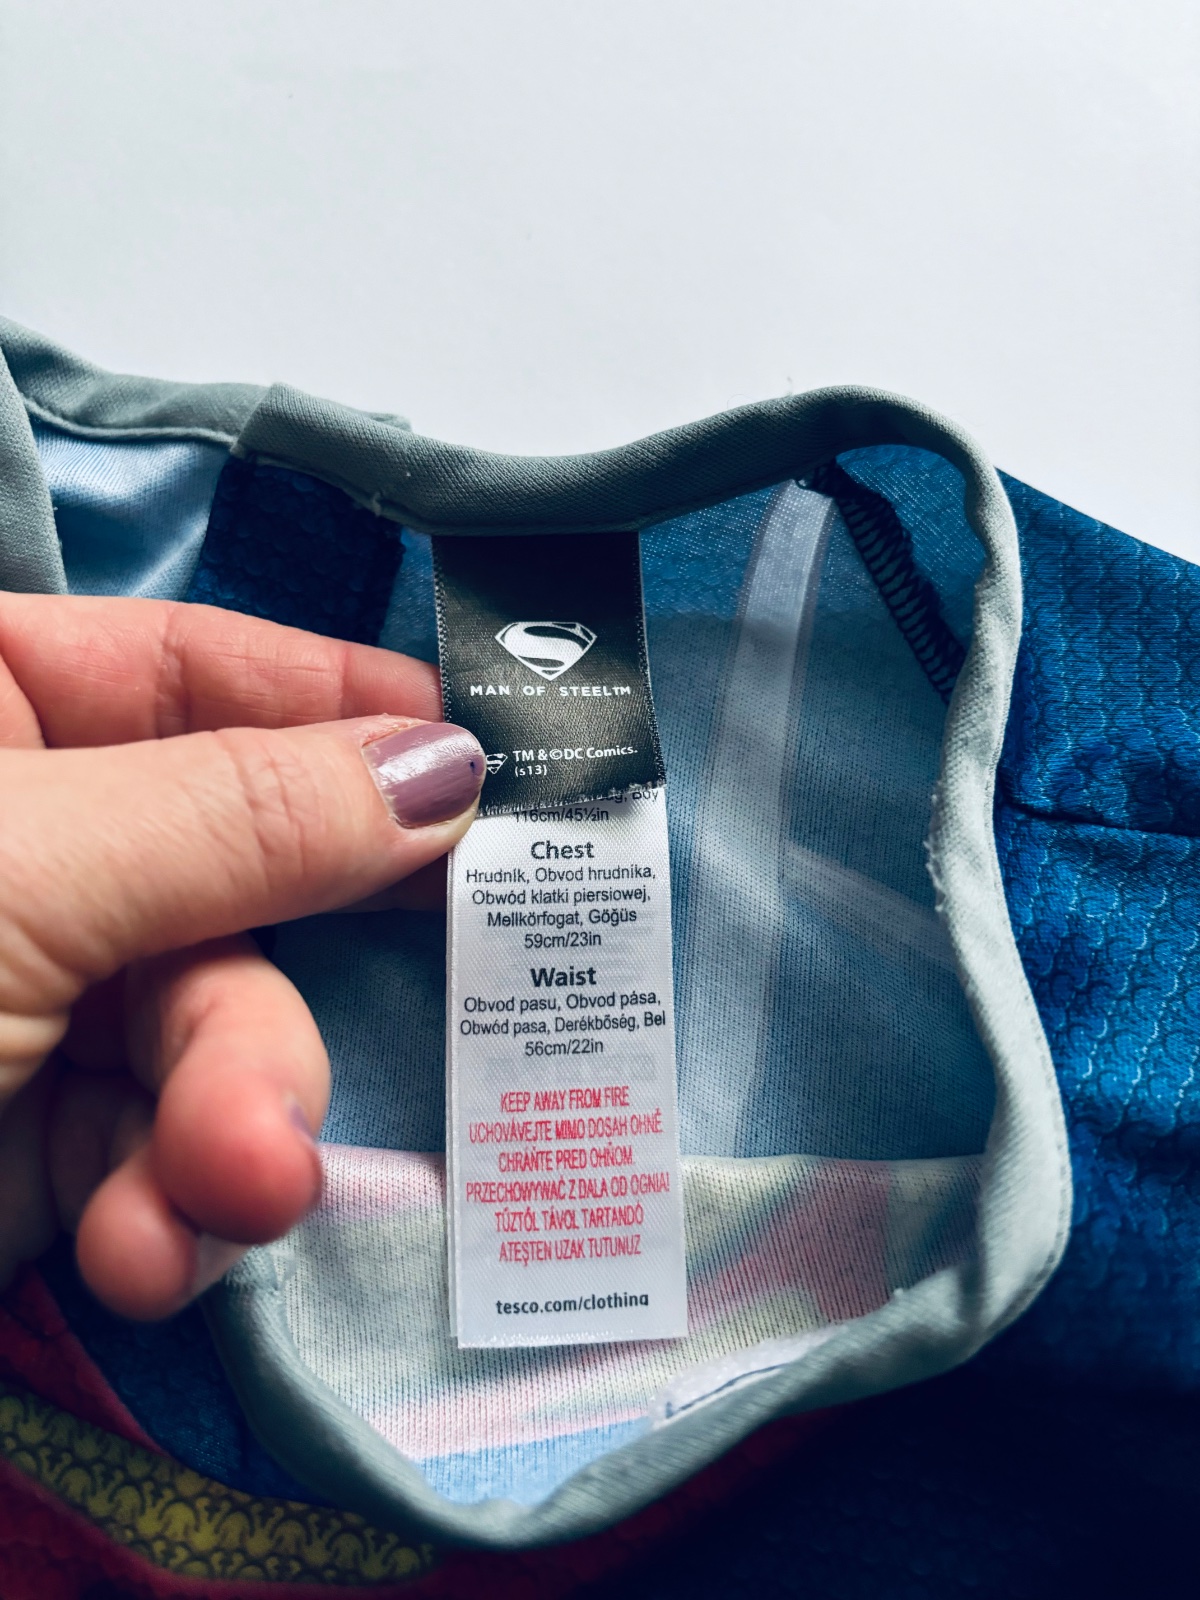 MAN OF STEEL™
TM &©DC Comics.
(s13)
Boy
116cm/45½in
Chest
Hrudník, Obvod hrudníka,
Obwód klatki piersiowej,
Mellkörfogat, Göğüs
59cm/23in
Waist
Obvod pasu, Obvod pása,
Obwód pasa, Derékbőség, Bel
56cm/22in
KEEP AWAY FROM FIRE
UCHOVÁVEJTE MIMO DOSAH OHNĚ
CHRAŇTE PRED OHŇOM
PRZECHOWYWAĆ Z DALA OD OGNIA!
TŰZTŐL TÁVOL TARTANDÓ
ATEŞTEN UZAK TUTUNUZ
tesco.com/clothing